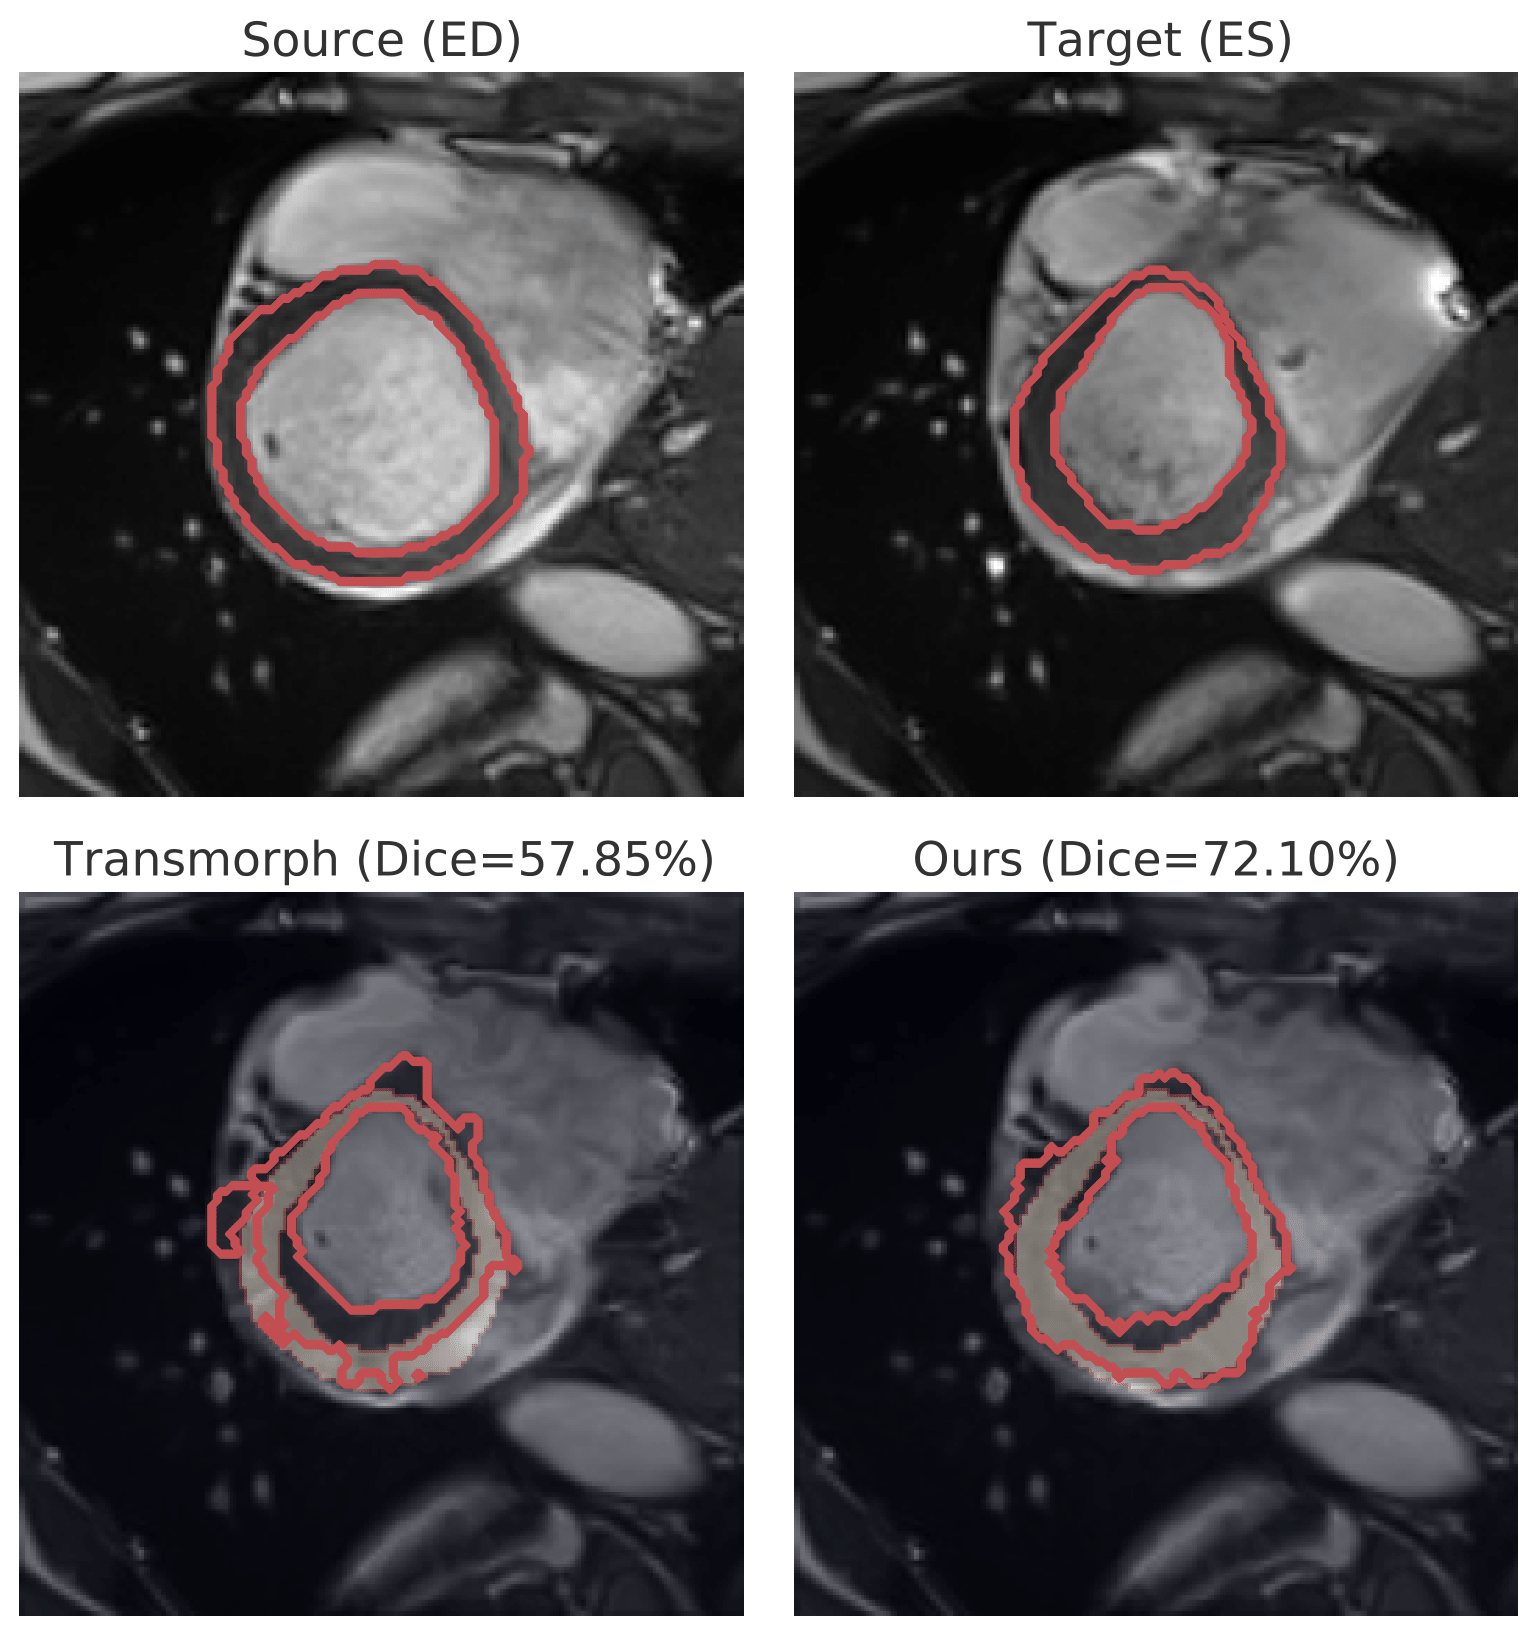 Source (ED)
Target (ES)
Transmorph (Dice=57.85%)
Ours (Dice=72.10%)